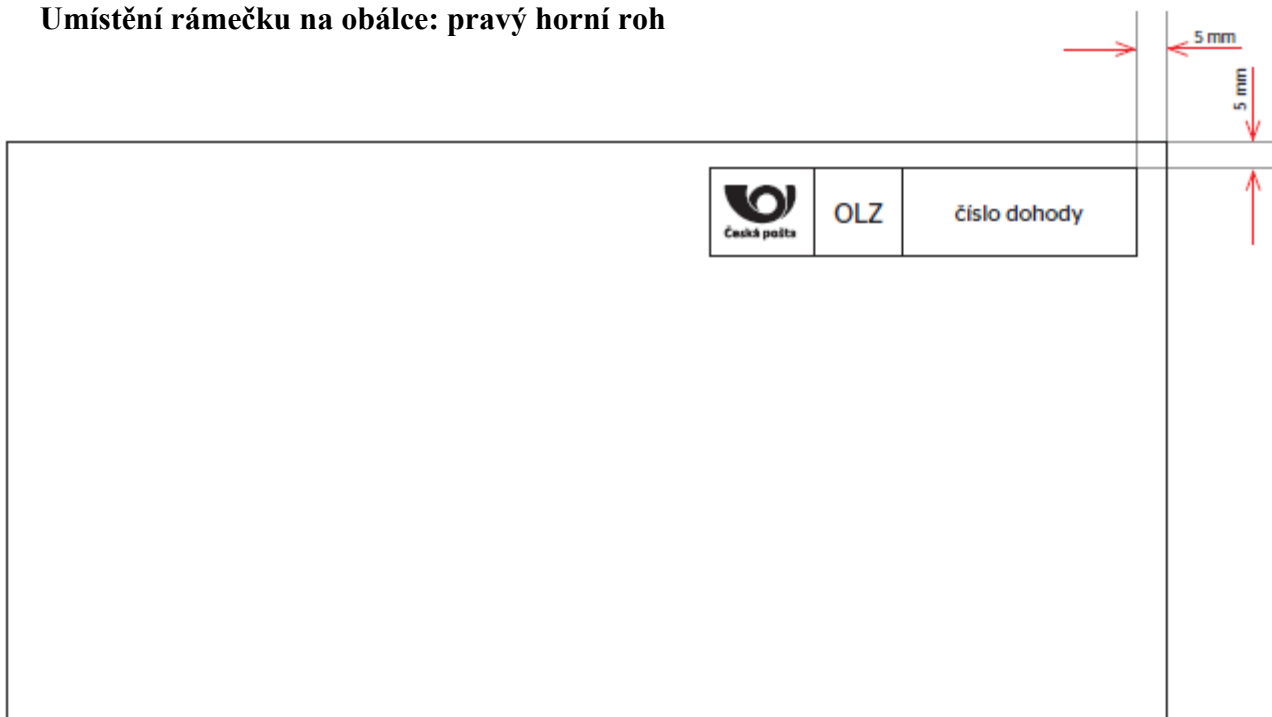 Umístění rámečku na obálce: pravý horní roh
5 mm
5 mm
Česká pošta
OLZ
číslo dohody